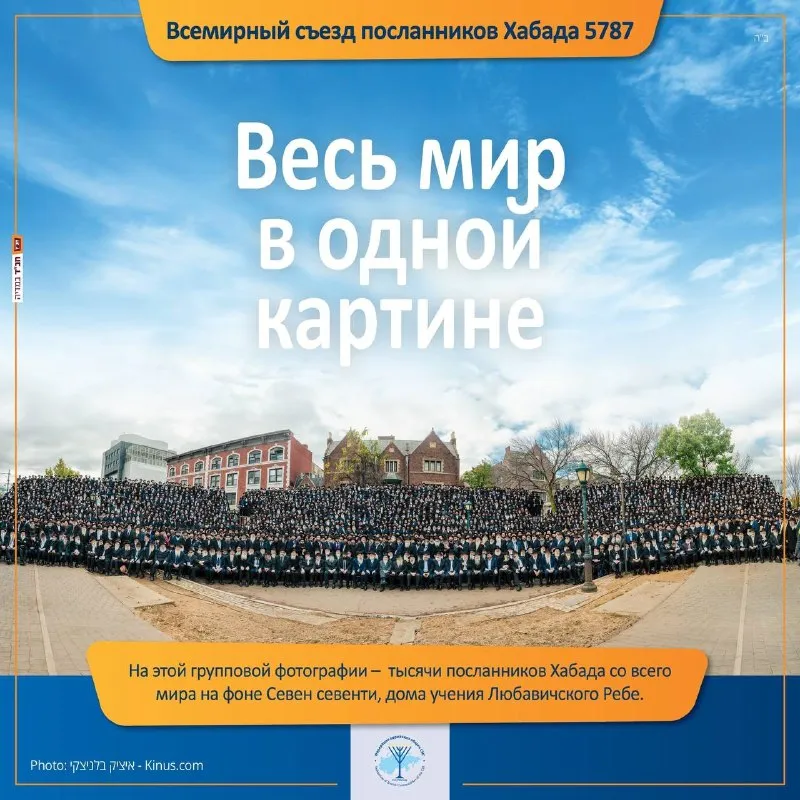 Всемирный съезд посланников Хабада 5787
ב"ה
Весь мир
в одной
картине
На этой групповой фотографии – тысячи посланников Хабада со всего
мира на фоне Севен севенти, дома учения Любавичского Ребе.
Photo: איציק בלניצקי - Kinus.com